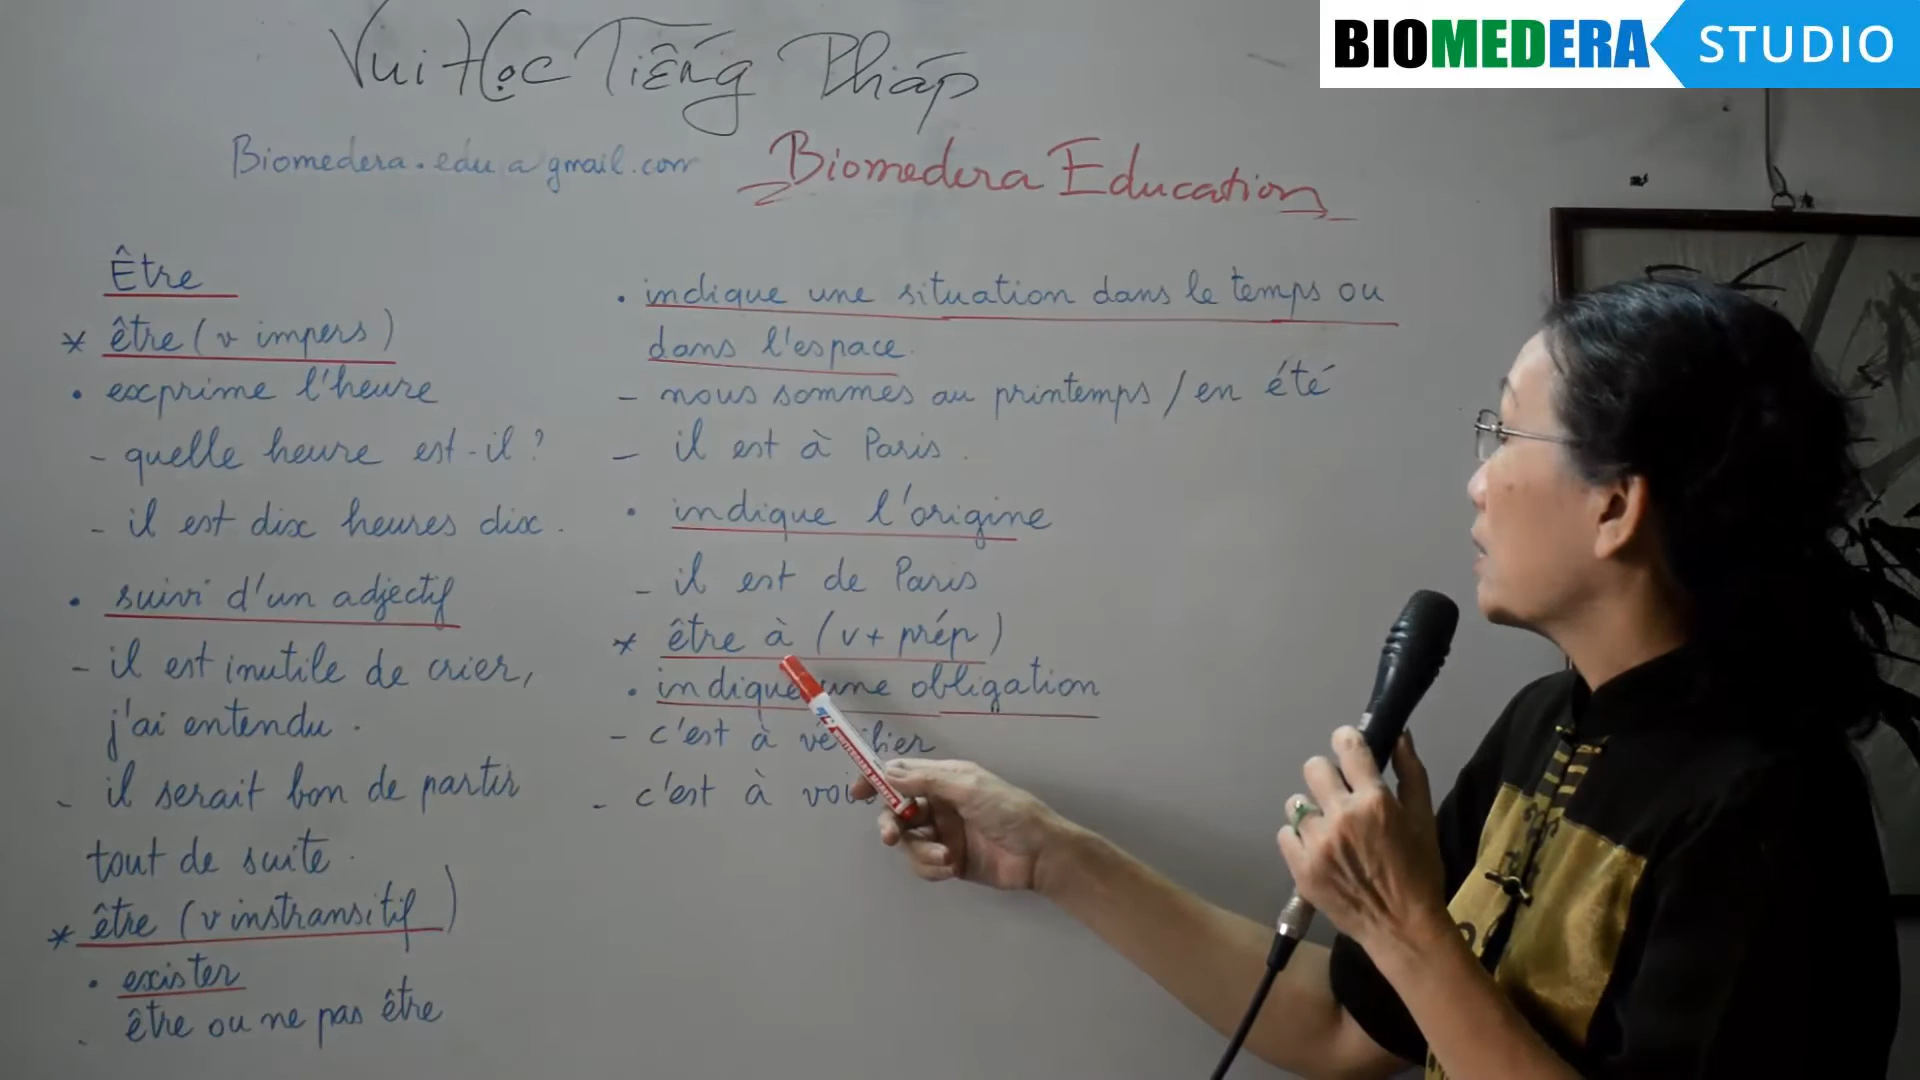 BIOMEDERA STUDIO
Vui Học Tiếng Pháp
Biomedera.edu a gmail.com
Biomedera Education
Être
* être (v impers)
• exprime l'heure
- quelle heure est-il ?
- il est dix heures dix.
• suivi d'un adjectif
- il est inutile de crier,
j'ai entendu.
- il serait bon de partir
tout de suite.
* être (v instransitif)
• exister
- être ou ne pas être
• indique une situation dans le temps ou
dans l'espace.
- nous sommes au printemps / en été
- il est à Paris.
• indique l'origine
- il est de Paris
* être à (v + prép)
• indique une obligation
- c'est à
- c'est à